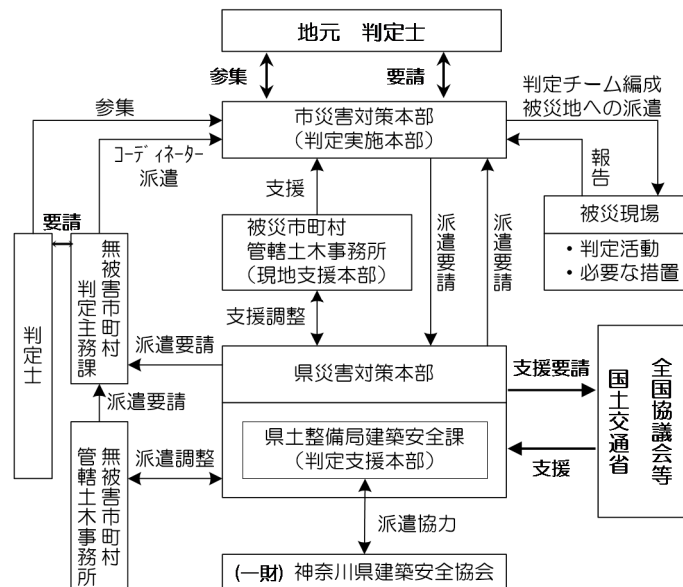 地元　判定士
参集
要請
参集
市災害対策本部
(判定実施本部)
判定チーム編成
被災地への派遣
コーディネーター
派遣
報告
支援
要請
被災市町村
管轄土木事務所
(現地支援本部)
派遣要請
派遣要請
被災現場
・判定活動
・必要な措置
判定士
無被害市町村
判定主務課
支援調整
派遣要請
県災害対策本部
支援要請
全国協議会等
国土交通省
派遣要請
県土整備局建築安全課
(判定支援本部)
支援
無被害市町村
管轄土木事務所
派遣調整
派遣協力
(一財) 神奈川県建築安全協会